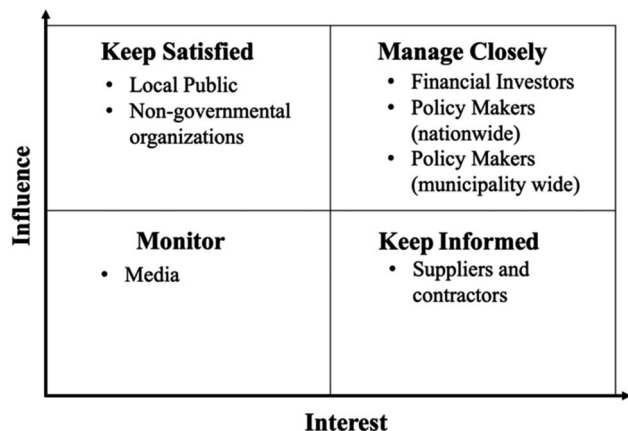 Influence
Keep Satisfied
• Local Public
• Non-governmental
organizations
Manage Closely
• Financial Investors
• Policy Makers
(nationwide)
• Policy Makers
(municipality wide)
Monitor
• Media
Keep Informed
• Suppliers and
contractors
Interest